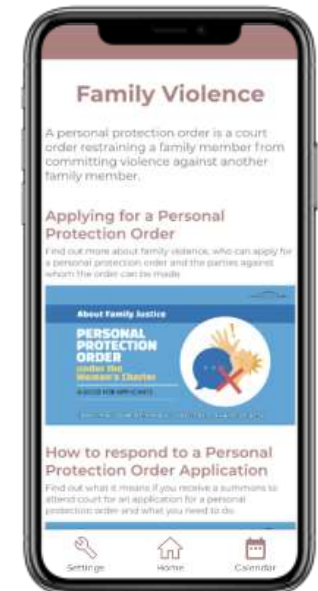 Family Violence
A personal protection order is a court
order restraining a family member from
committing violence against another
family member.
Applying for a Personal
Protection Order
Find out more about family violence, who can apply for
a personal protection order and the parties against
whom the order can be made
About Family Justice
PERSONAL
PROTECTION
ORDER
under the
Women's Charter
A GUIDE FOR APPLICANTS
How to respond to a Personal
Protection Order Application
Find out what it means if you receive a summons to
attend court for an application for a personal
protection order and what you need to do.
Settings
Home
Calendar